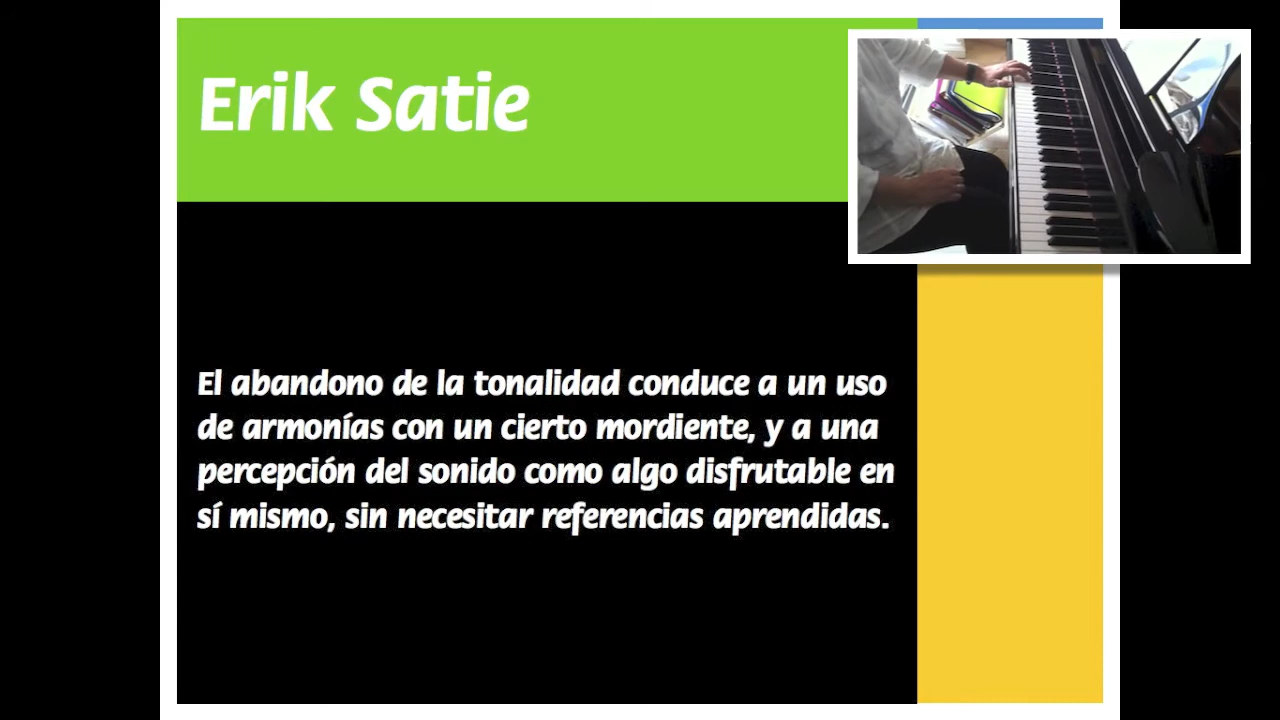 Erik Satie
El abandono de la tonalidad conduce a un uso
de armonías con un cierto mordiente, y a una
percepción del sonido como algo disfrutable en
sí mismo, sin necesitar referencias aprendidas.